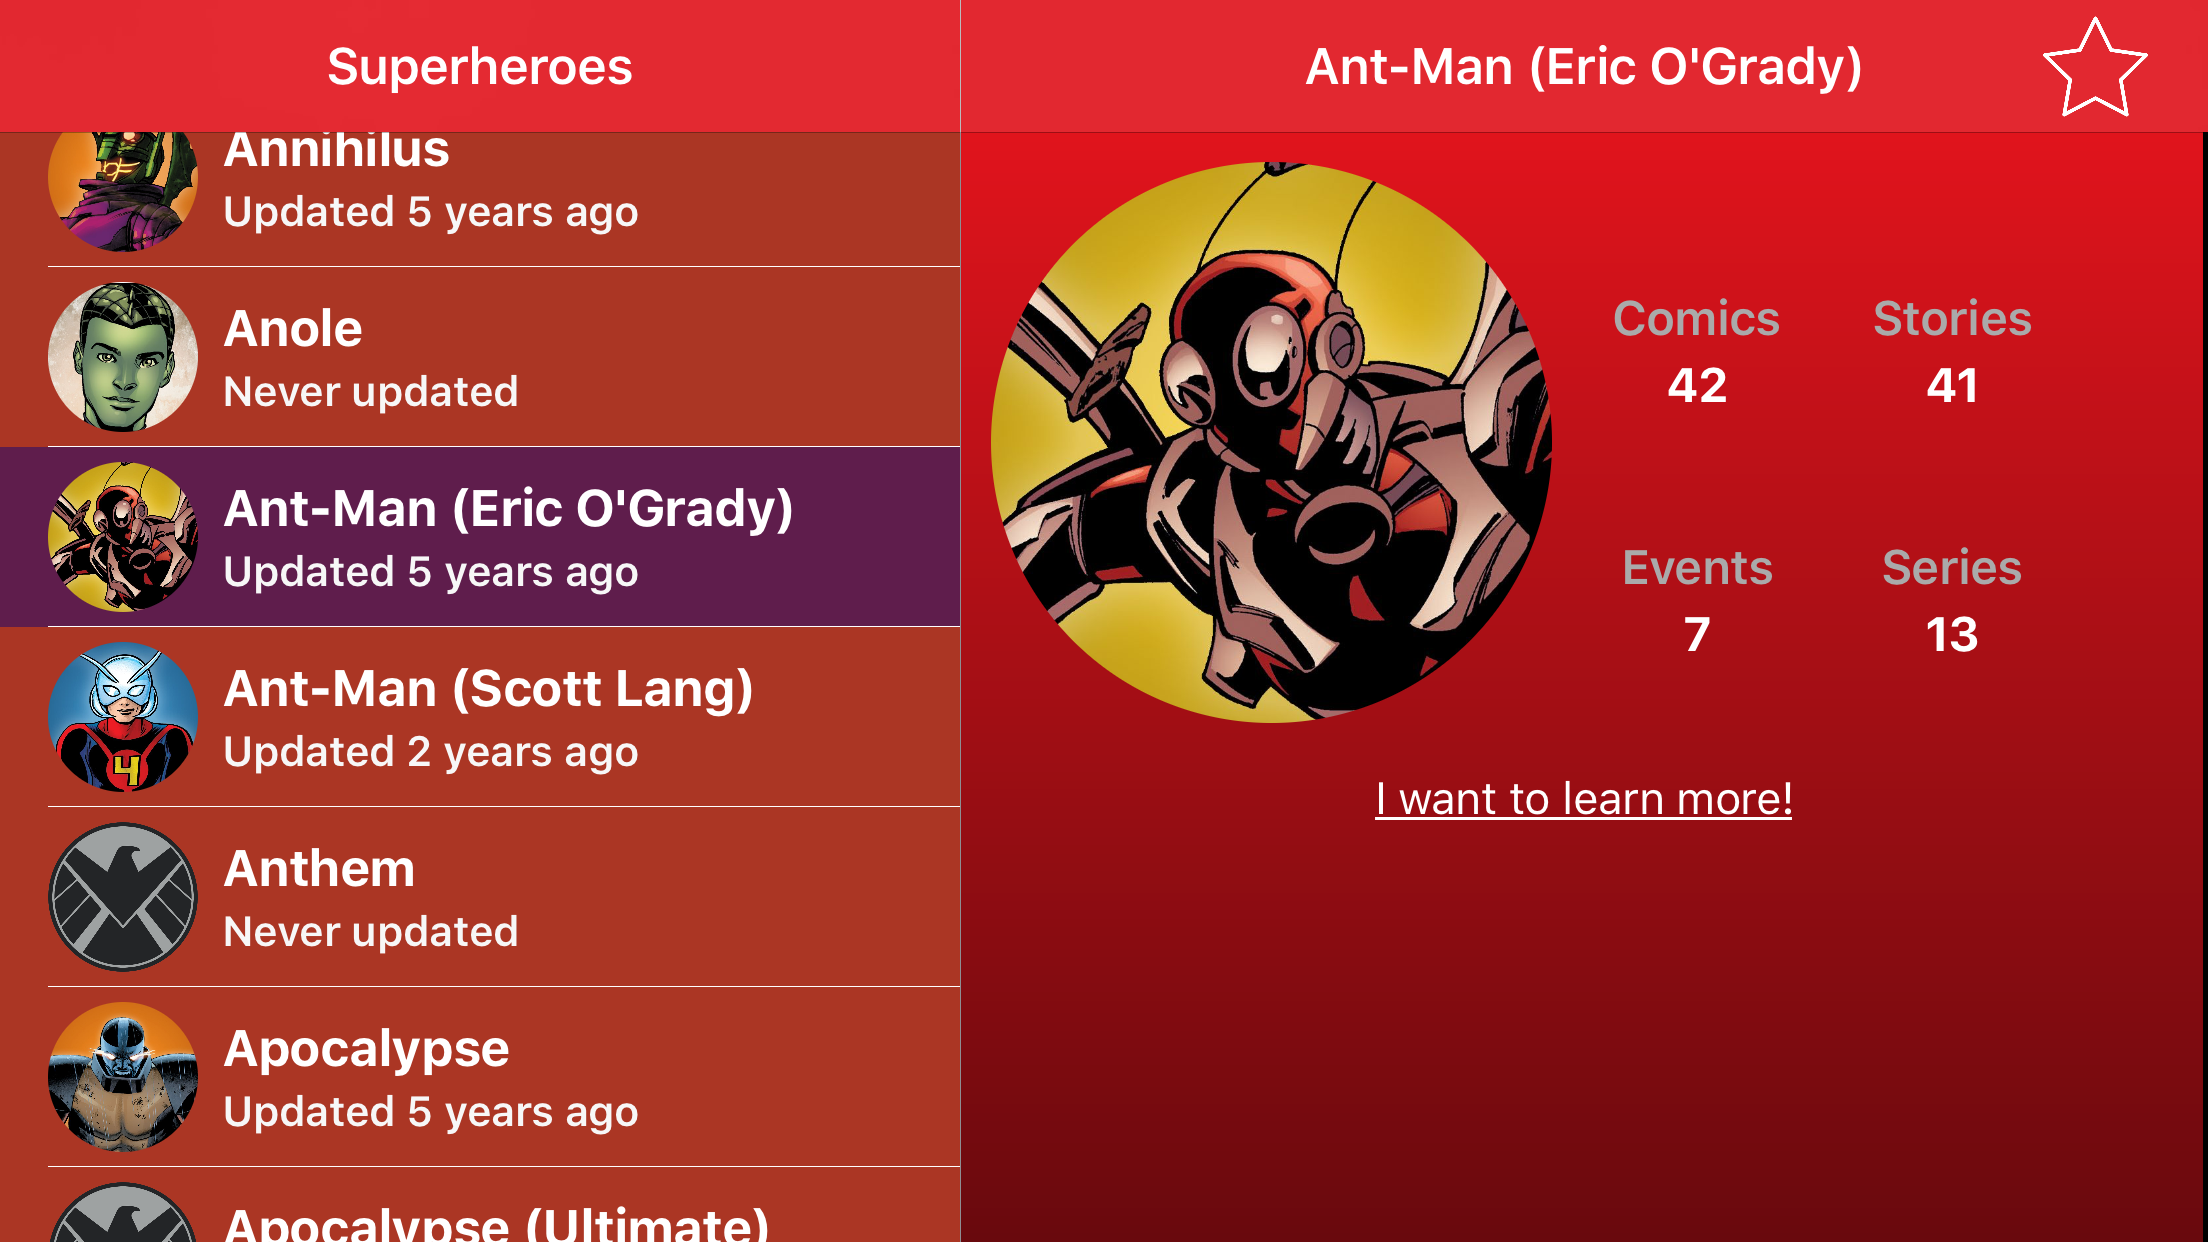 Superheroes
Annihilus
Updated 5 years ago
Anole
Never updated
Ant-Man (Eric O'Grady)
Updated 5 years ago
Ant-Man (Scott Lang)
Updated 2 years ago
4
Anthem
Never updated
Apocalypse
Updated 5 years ago
Apocalypse (Ultimate)
Ant-Man (Eric O'Grady)
Comics
Stories
42
41
Events
Series
7
13
I want to learn more!